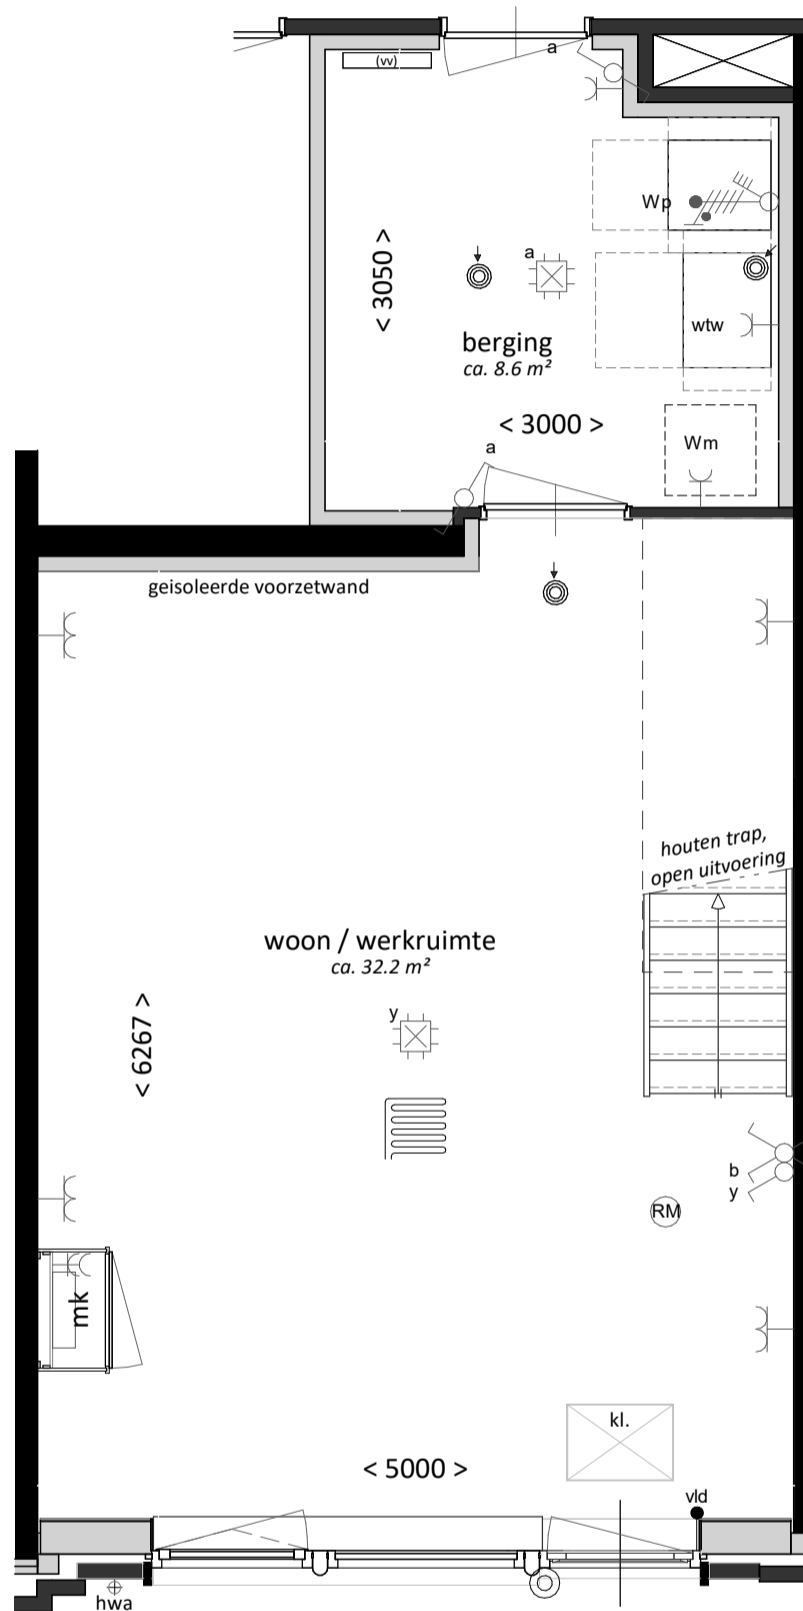 (vv)
a
Wp
< 3050 >
a
wtw
berging
ca. 8.6 m²
< 3000 >
Wm
a
geisoleerde voorzetwand
houten trap,
open uitvoering
woon / werkruimte
ca. 32.2 m²
< 6267 >
y
b
y
RM
mk
kl.
< 5000 >
vld
hwa